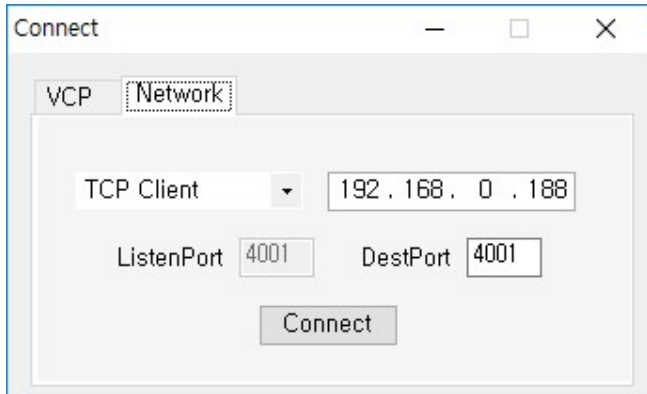 Connect
VCP Network
TCP Client 192 . 168 . 0 . 188
ListenPort 4001 DestPort 4001
Connect